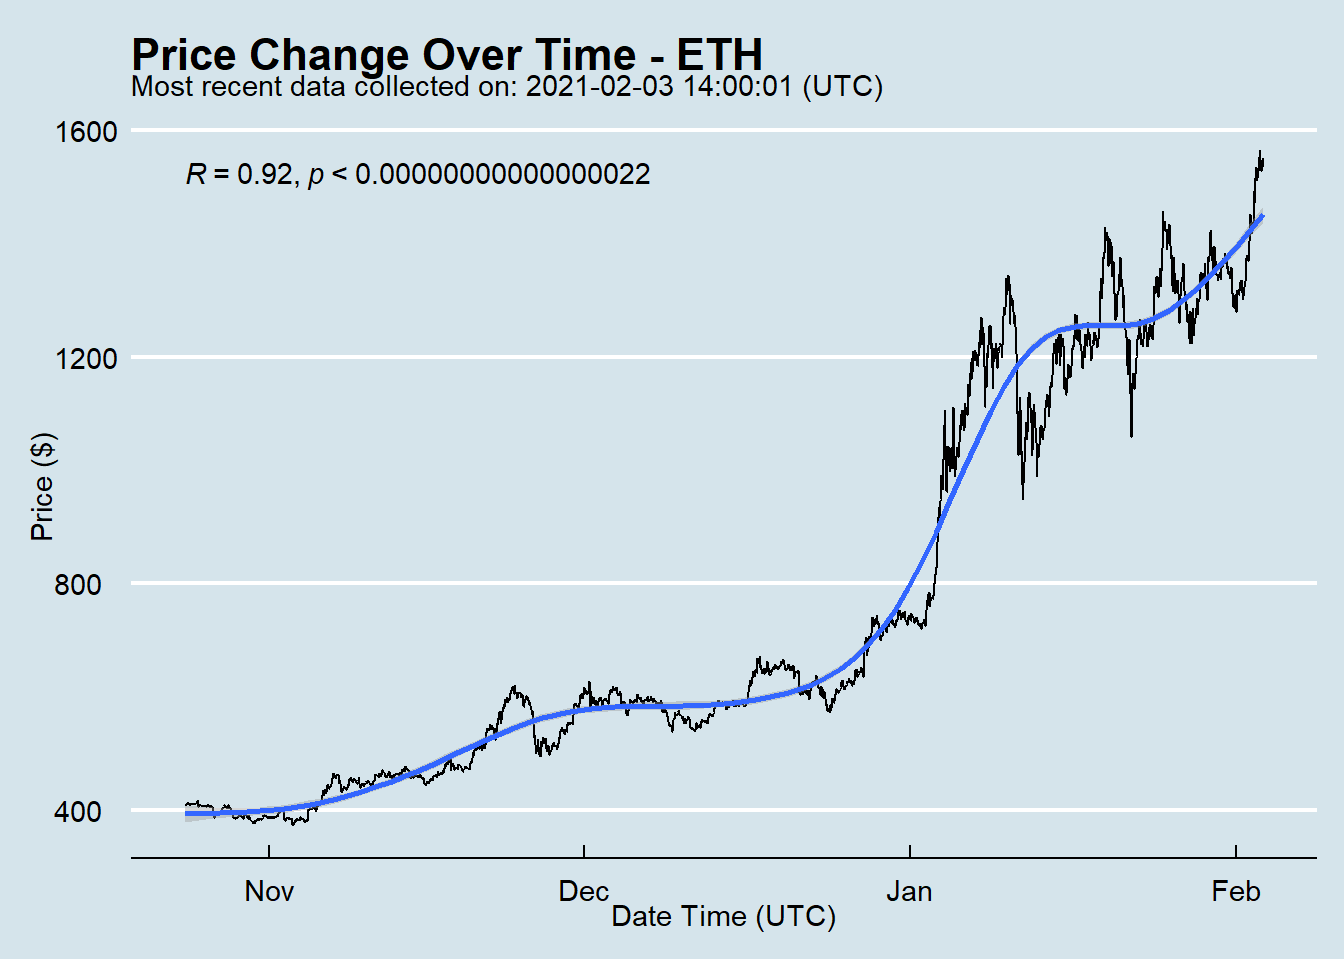 Price Change Over Time - ETH
Most recent data collected on: 2021-02-03 14:00:01 (UTC)
R = 0.92, p < 0.00000000000000022
1600
1200
800
400
Price ($)
Nov Dec Jan Feb
Date Time (UTC)